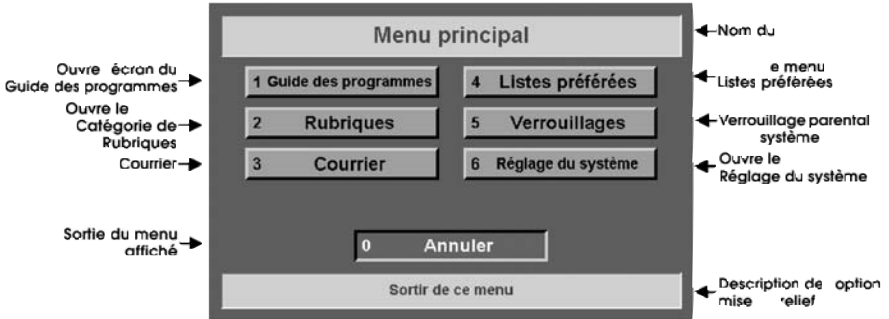 Menu principal
Nom du
Ouvre écran du
Guide des programmes
1 Guide des programmes
4 Listes préférées
e menu
Listes préférées
Ouvre le
Catégorie de
Rubriques
2 Rubriques
5 Verrouillages
Verrouillage parental
système
Courrier
3 Courrier
6 Réglage du système
Ouvre le
Réglage du système
Sortie du menu
affiché
0 Annuler
Sortir de ce menu
Description de option
mise relief